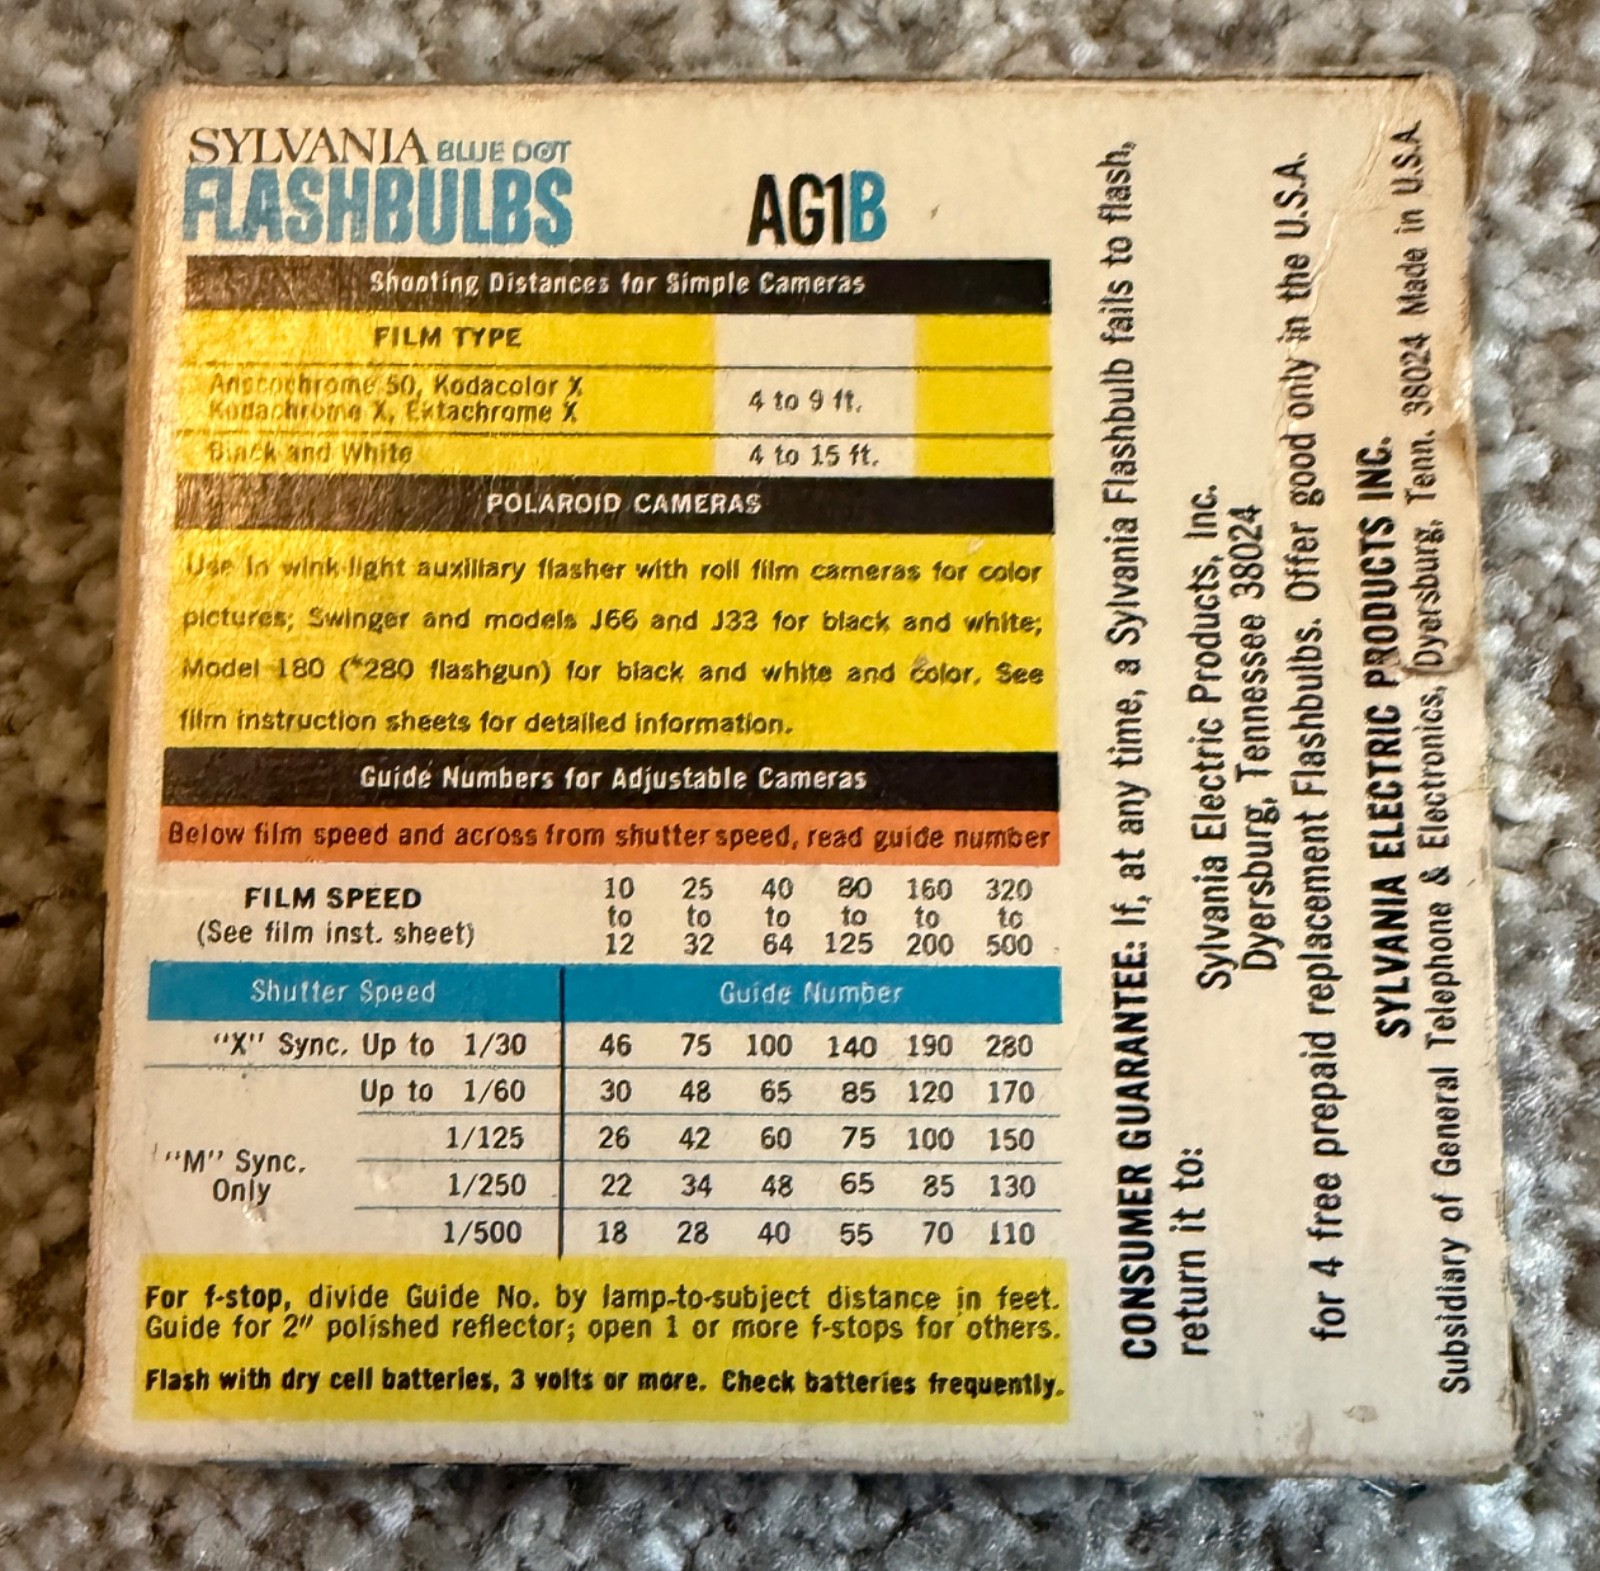 SYLVANIA BLUE DOT
FLASHBULBS AG1B
Shooting Distances for Simple Cameras
FILM TYPE
Anscochrome 50, Kodacolor X
Kodachrome X, Ektachrome X
4 to 9 ft.
Black and White 4 to 15 ft.
POLAROID CAMERAS
Use in wink-light auxiliary flasher with roll film cameras for color
pictures; Swinger and models J66 and J33 for black and white;
Model 180 (*280 flashgun) for black and white and color. See
film instruction sheets for detailed information.
Guide Numbers for Adjustable Cameras
Below film speed and across from shutter speed, read guide number
FILM SPEED
(See film inst. sheet)
10 25 40 80 160 320
to to to to to to
12 32 64 125 200 500
Shutter Speed Guide Number
"X" Sync. Up to 1/30 46 75 100 140 190 280
Up to 1/60 30 48 65 85 120 170
1/125 26 42 60 75 100 150
"M" Sync.
Only
1/250 22 34 48 65 85 130
1/500 18 28 40 55 70 110
For f-stop, divide Guide No. by lamp-to-subject distance in feet.
Guide for 2" polished reflector; open 1 or more f-stops for others.
Flash with dry cell batteries, 3 volts or more. Check batteries frequently.
CONSUMER GUARANTEE: If, at any time, a Sylvania Flashbulb fails to flash,
return it to:
Sylvania Electric Products, Inc.
Dyersburg, Tennessee 38024
for 4 free prepaid replacement Flashbulbs. Offer good only in the U.S.A.
SYLVANIA ELECTRIC PRODUCTS INC.
Subsidiary of General Telephone & Electronics, Dyersburg, Tenn. 38024 Made in U.S.A.